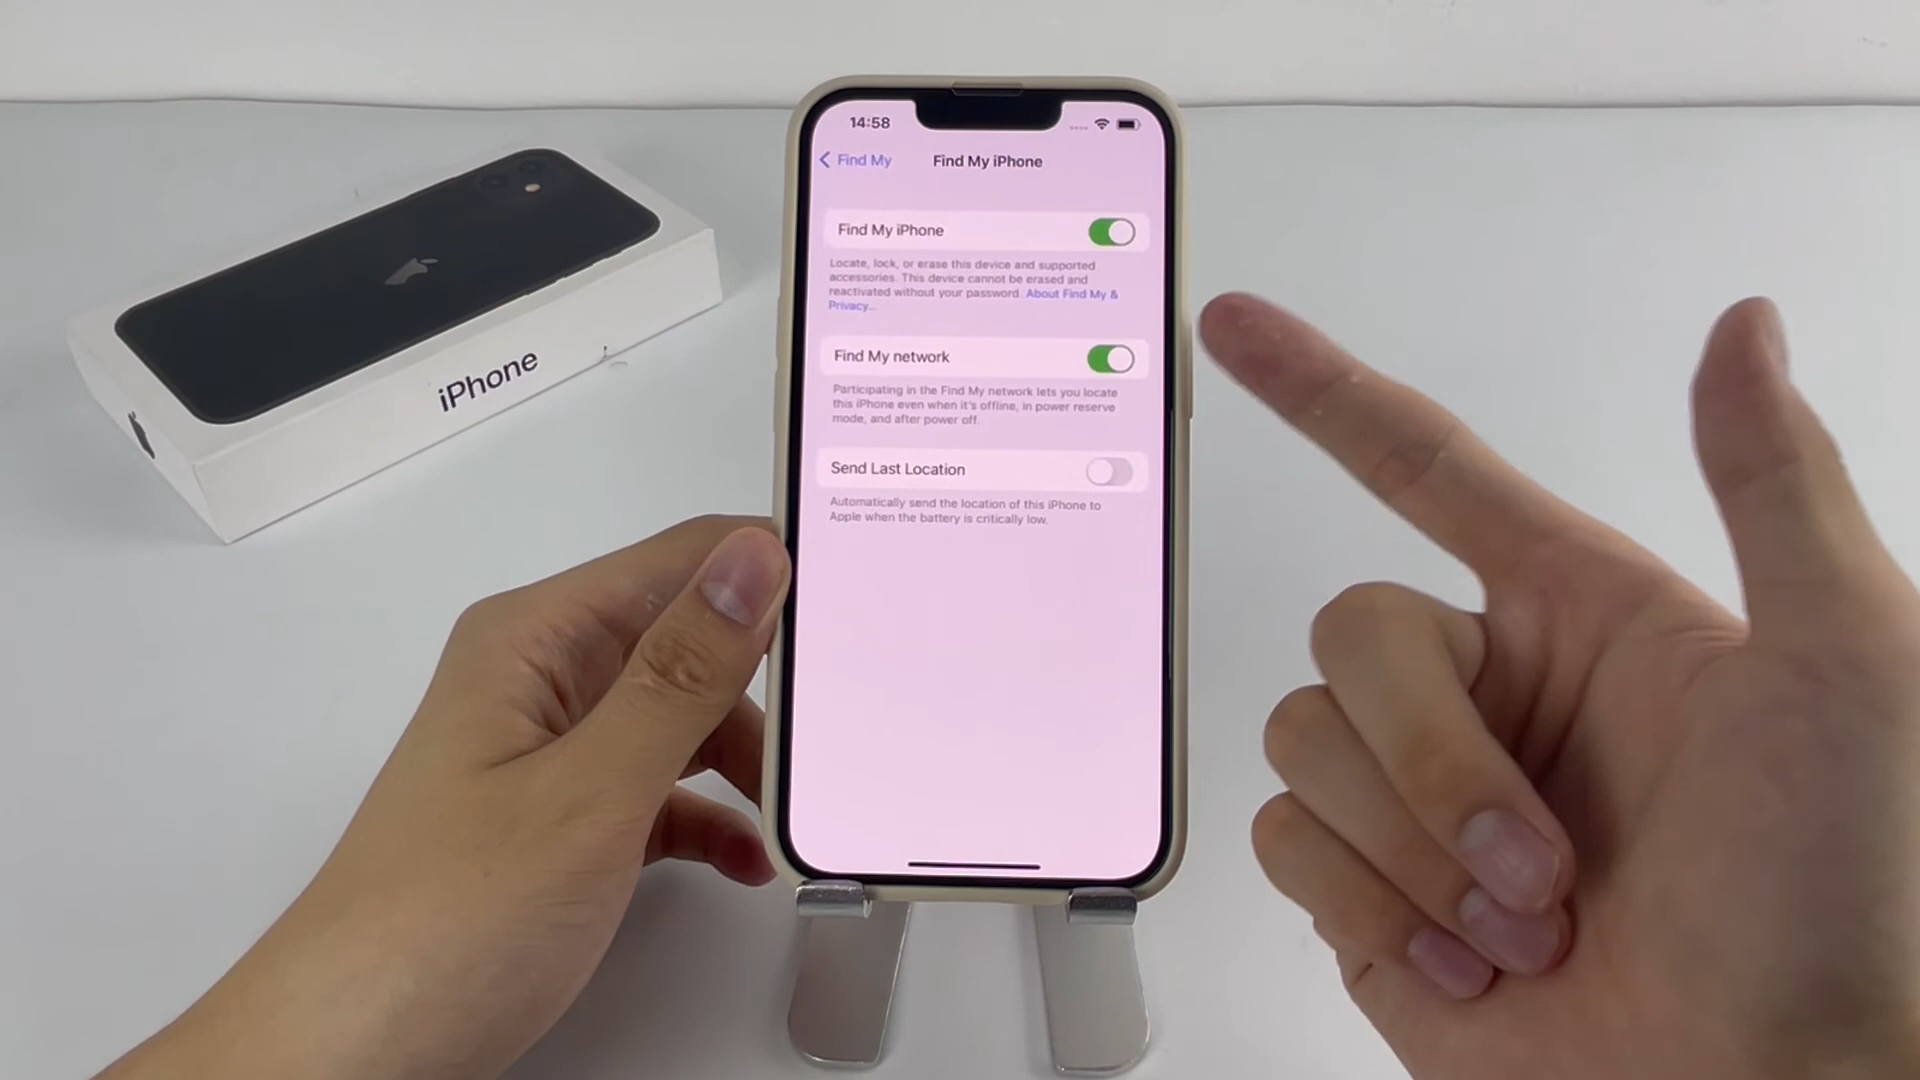 14:58
Find My
Find My iPhone
Find My iPhone
Locate, lock, or erase this device and supported
accessories. This device cannot be erased and
reactivated without your password. About Find My &
Privacy...
Find My network
Participating in the Find My network lets you locate
this iPhone even when it's offline, in power reserve
mode, and after power off.
Send Last Location
Automatically send the location of this iPhone to
Apple when the battery is critically low.
iPhone